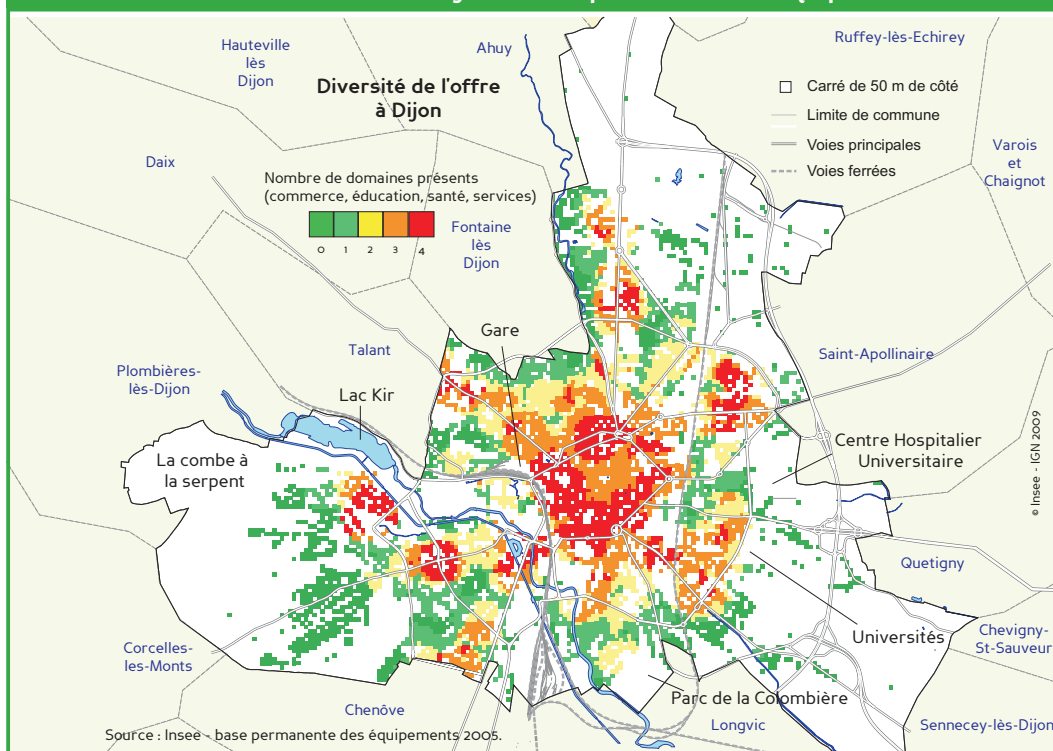 Hauteville
lès
Dijon
Ahuy
Ruffey-lès-Echirey
Diversité de l'offre
à Dijon
Carré de 50 m de côté
Limite de commune
Voies principales
Voies ferrées
Varois
et
Chaignot
Daix
Nombre de domaines présents
(commerce, éducation, santé, services)
0 1 2 3 4
Fontaine
lès
Dijon
Gare
Talant
Saint-Apollinaire
Plombières-
lès-Dijon
Lac Kir
La combe à
la serpent
Centre Hospitalier
Universitaire
© Insee - IGN 2009
Quetigny
Universités
Chevigny-
St-Sauveur
Corcelles-
les-Monts
Parc de la Colombière
Chenôve
Longvic
Sennecey-lès-Dijon
Source : Insee - base permanente des équipements 2005.